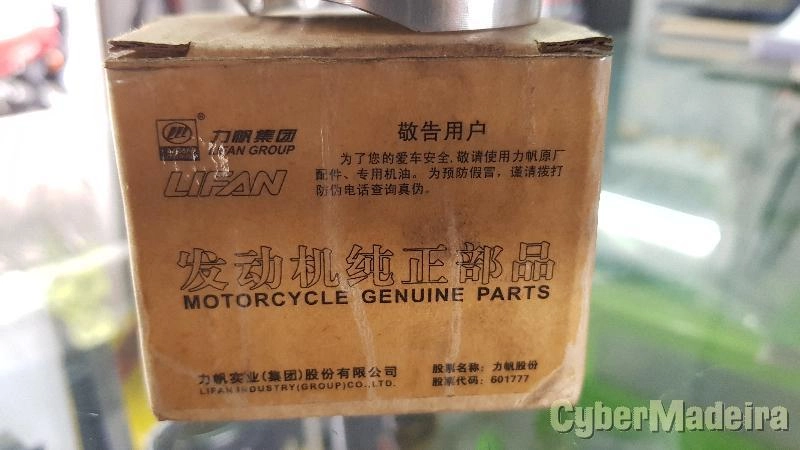 力帆集团
LIFAN GROUP
LIFAN
敬告用户
为了您的爱车安全,敬请使用力帆原厂
配件、专用机油。为预防假冒，谨请拨打
防伪电话查询真伪。
发动机纯正部品
MOTORCYCLE GENUINE PARTS
力帆实业(集团)股份有限公司
LIFAN INDUSTRY(GROUP)CO.,LTD.
股票名称：力帆股份
股票代码：601777
CyberMadeira